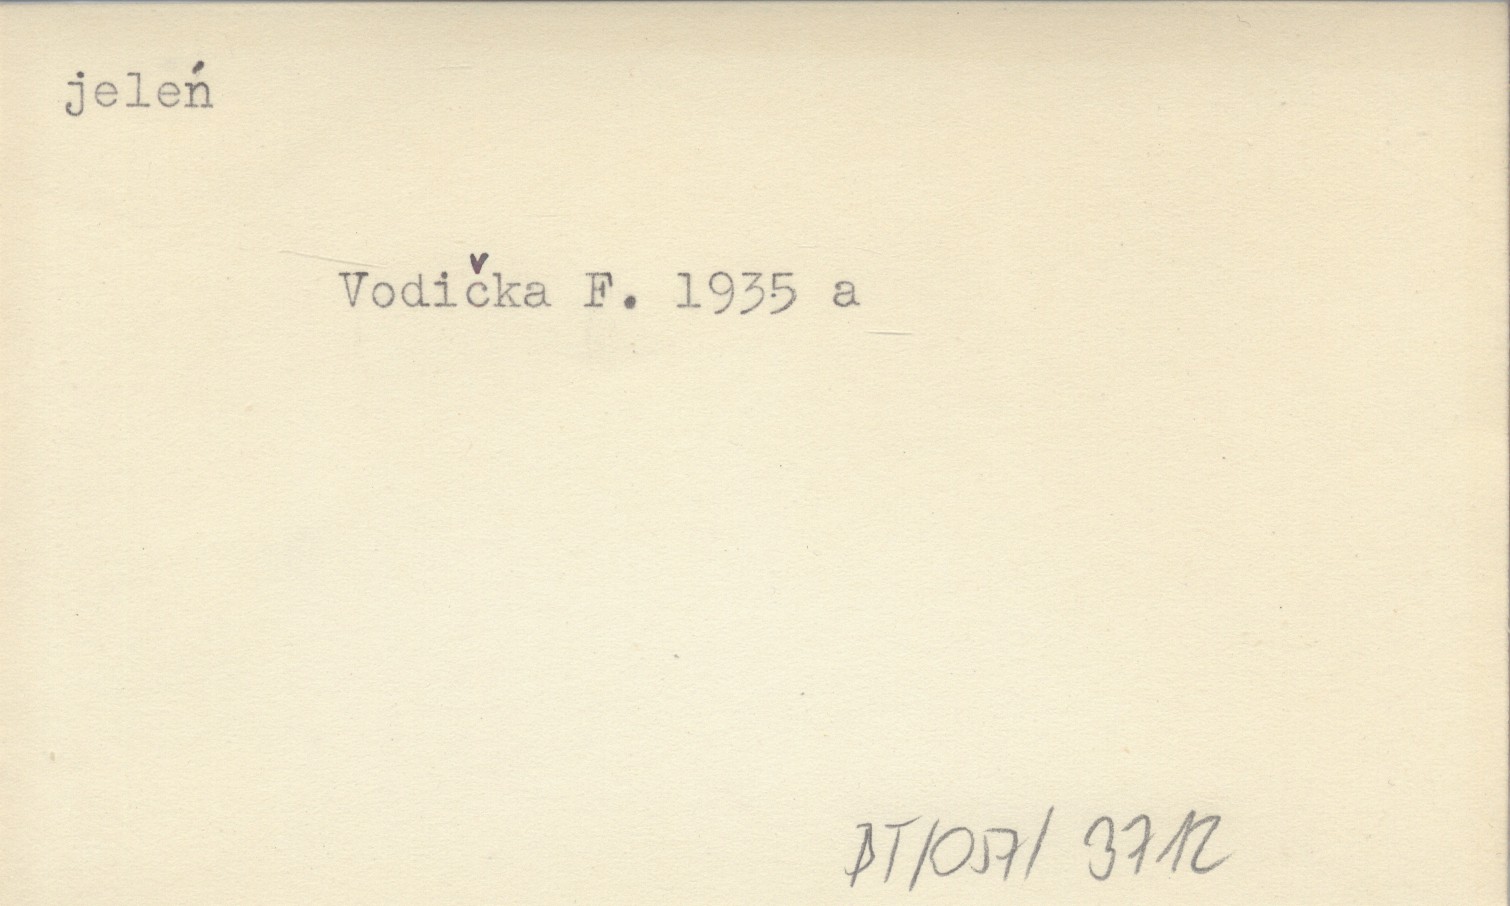 jeleń
Vodička F. 1935 a
DT/057/ 3712